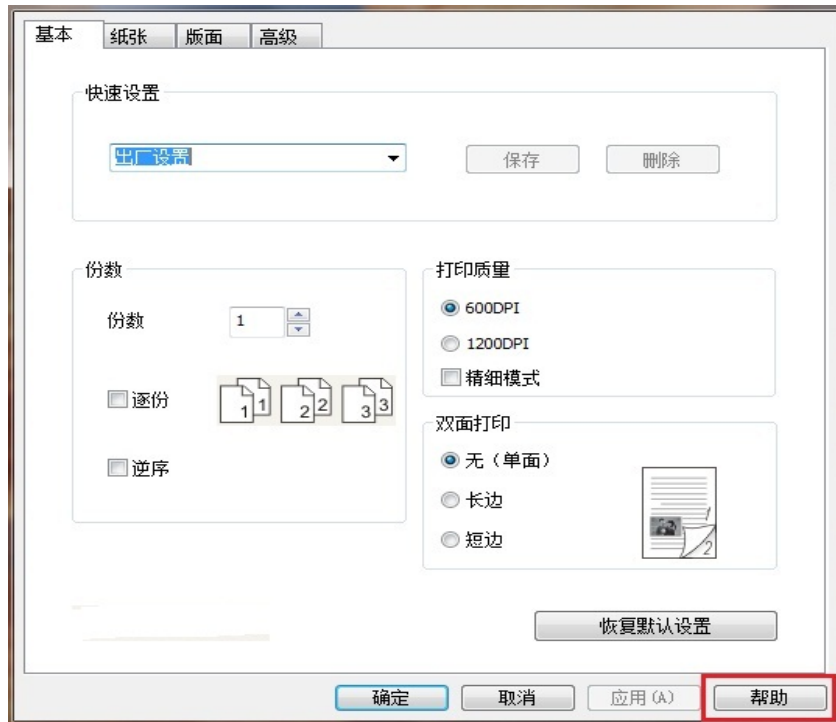 基本 纸张 版面 高级
快速设置
出厂设置 保存 删除
份数
份数 1
逐份 1 1 2 2 3 3
逆序
打印质量
600DPI
1200DPI
精细模式
双面打印
无（单面）
长边
短边
1
2
恢复默认设置
确定 取消 应用(A) 帮助